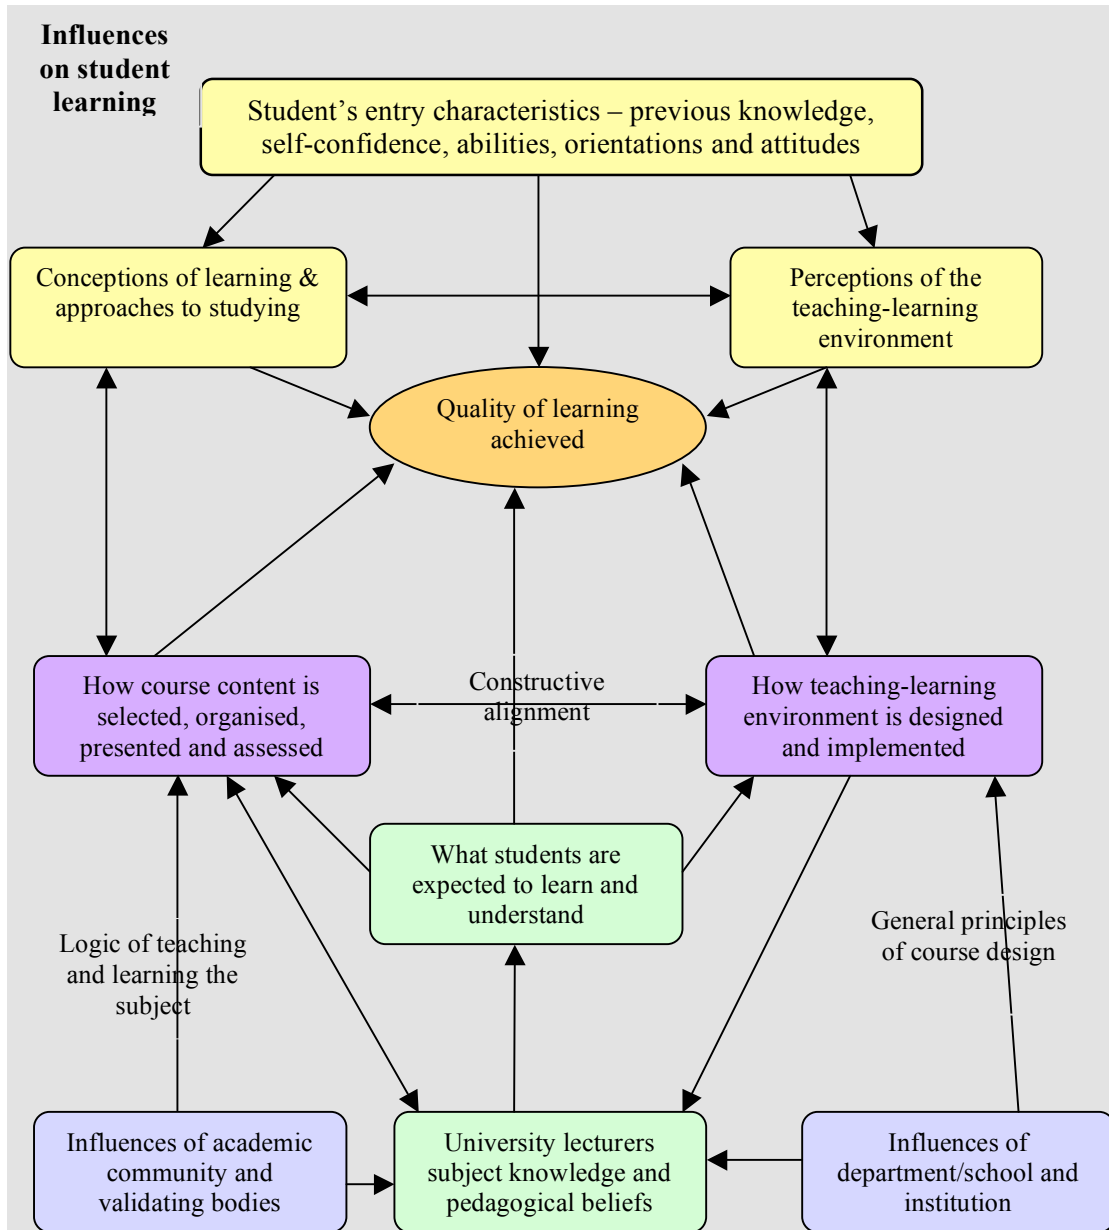 Influences
on student
learning
Student’s entry characteristics – previous knowledge,
self-confidence, abilities, orientations and attitudes
Conceptions of learning &
approaches to studying
Perceptions of the
teaching-learning
environment
Quality of learning
achieved
How course content is
selected, organised,
presented and assessed
Constructive
alignment
How teaching-learning
environment is designed
and implemented
What students are
expected to learn and
understand
Logic of teaching
and learning the
subject
General principles
of course design
Influences of academic
community and
validating bodies
University lecturers
subject knowledge and
pedagogical beliefs
Influences of
department/school and
institution